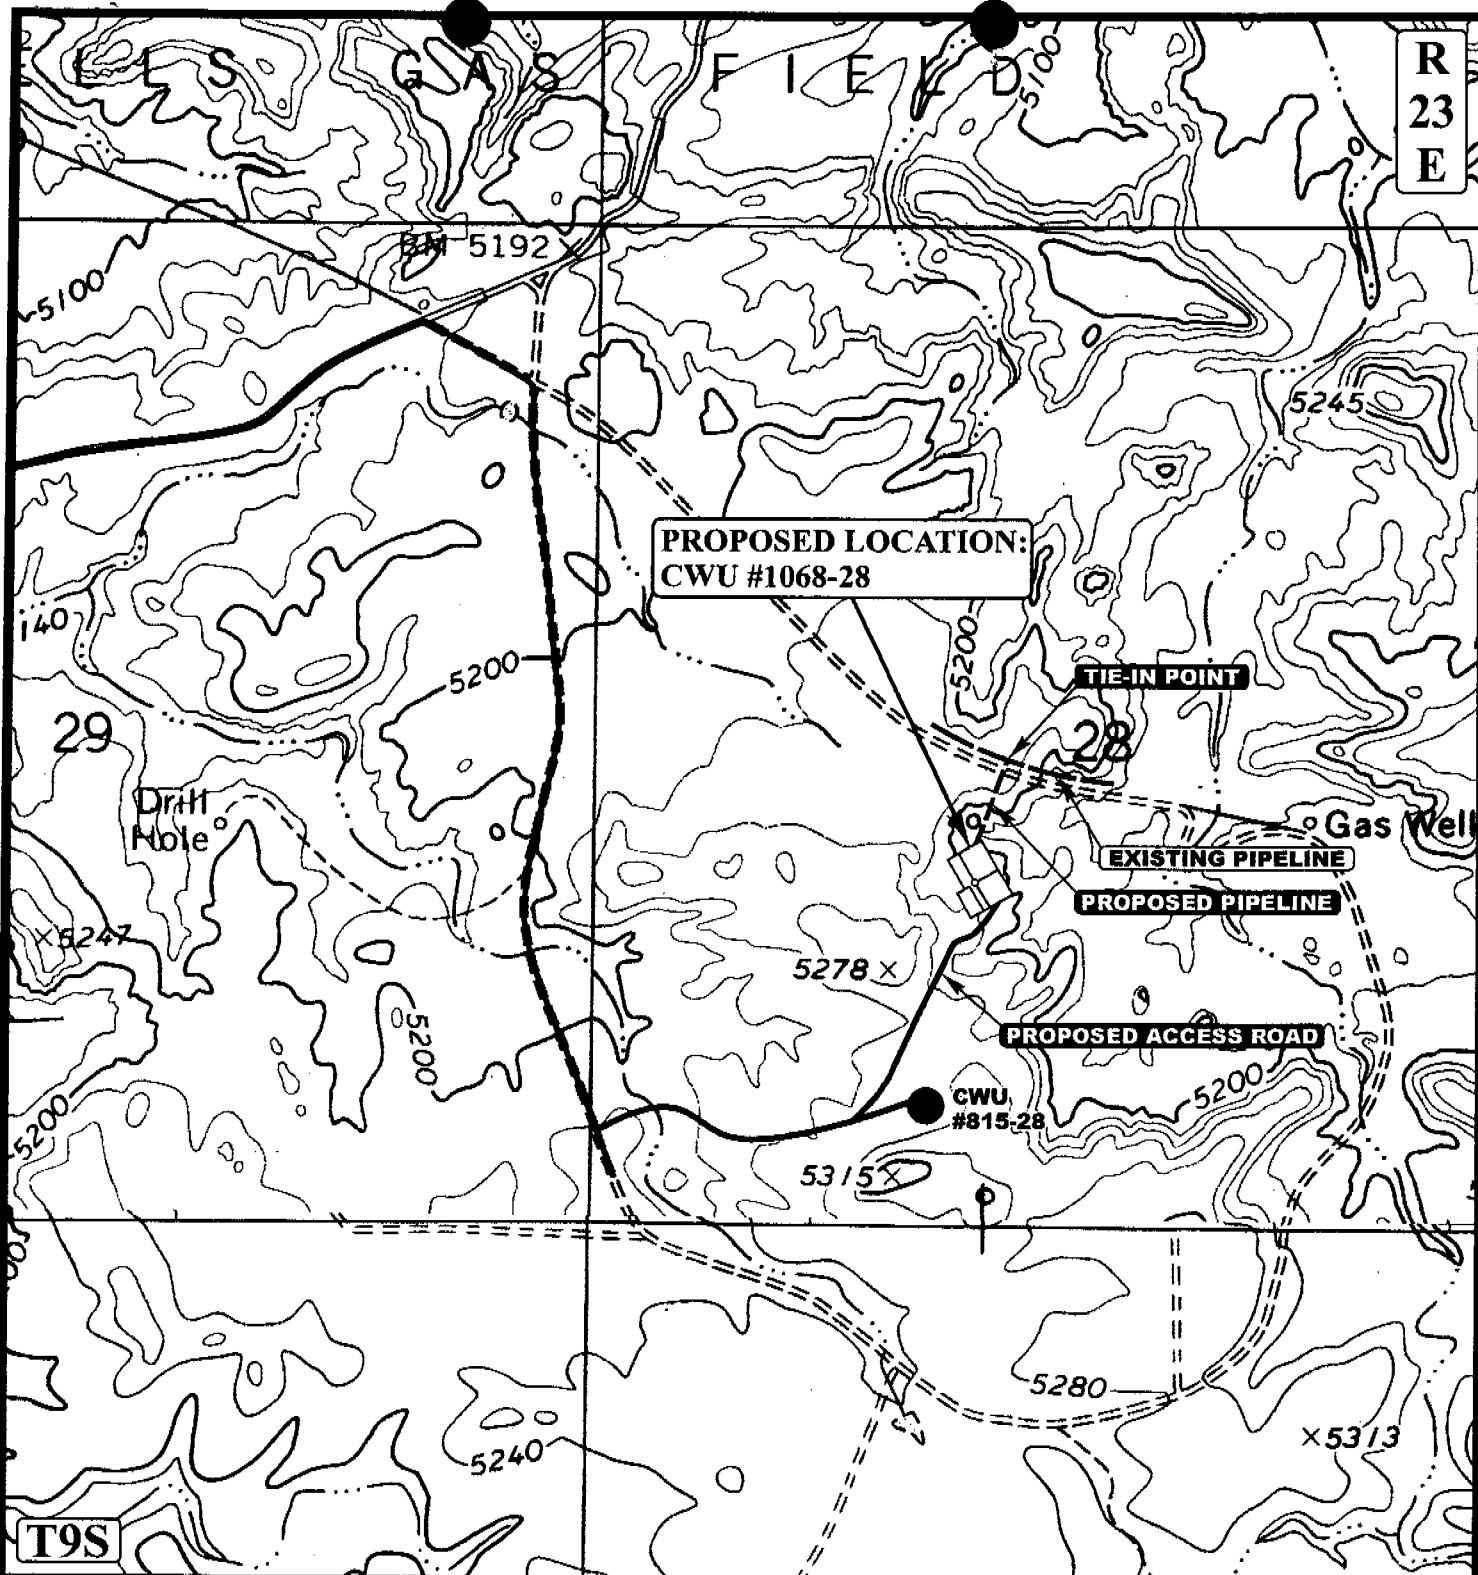 E L L S   G A S   F I E L D
5100
R
23
E
BM 5192
5100
5245
PROPOSED LOCATION:
CWU #1068-28
140
5200
5200
TIE-IN POINT
29
28
Drill
Hole
Gas Well
EXISTING PIPELINE
PROPOSED PIPELINE
5247
5278
5200
PROPOSED ACCESS ROAD
5200
5200
CWU
#815-28
5315
5280
5240
5313
T9S